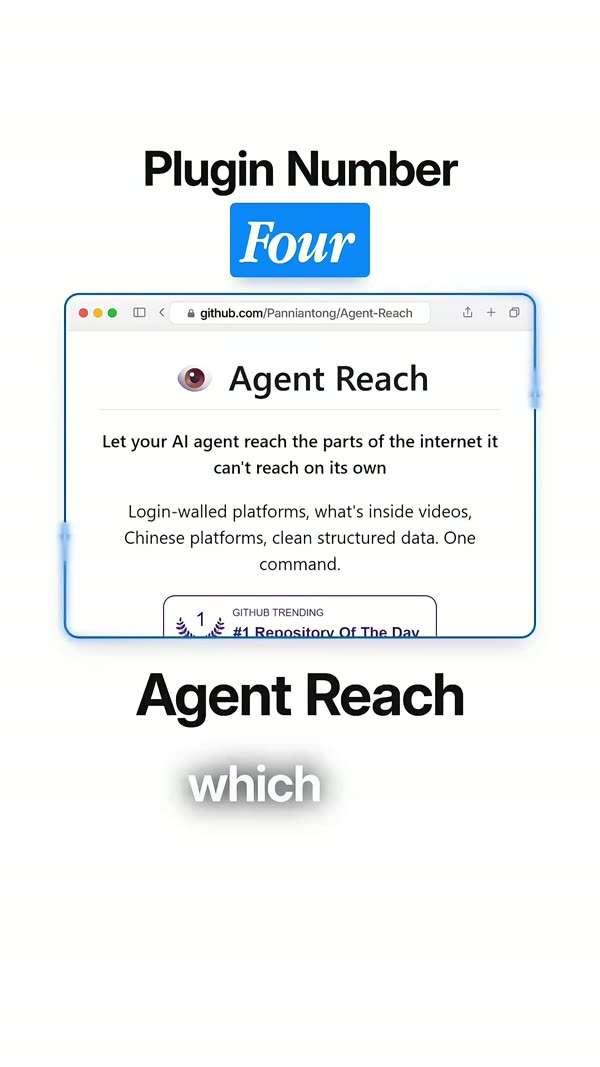 Plugin Number
Four
github.com/Panniantong/Agent-Reach
Agent Reach
Let your AI agent reach the parts of the internet it
can't reach on its own
Login-walled platforms, what's inside videos,
Chinese platforms, clean structured data. One
command.
1
GITHUB TRENDING
#1 Repository Of The Day
Agent Reach
which